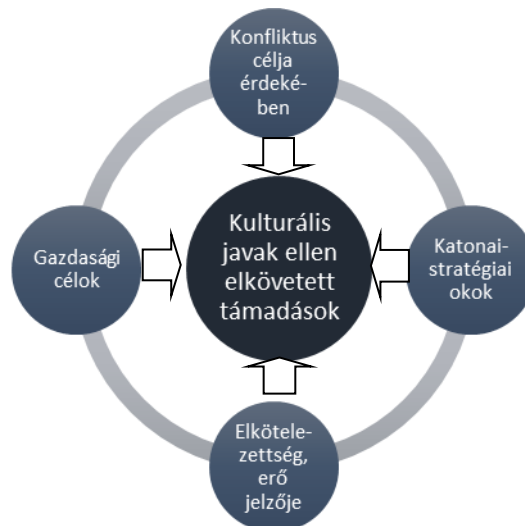 Konfliktus
célja
érdeké-
ben
Gazdasági
célok
Kulturális
javak ellen
elkövetett
támadások
Katonai-
stratégiai
okok
Elkötele-
zettség,
erő
jelzője